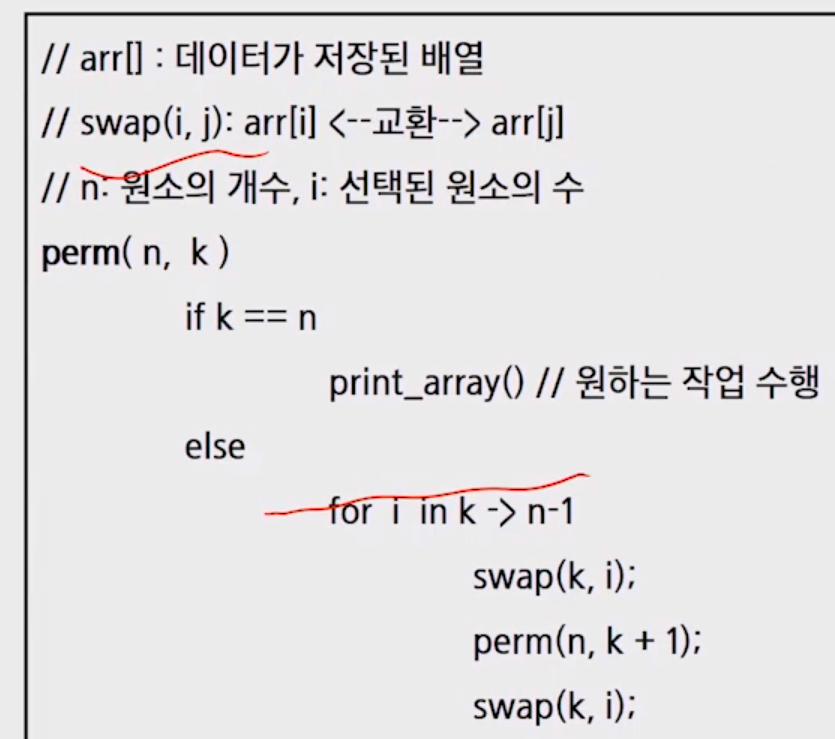 // arr[] : 데이터가 저장된 배열
// swap(i, j): arr[i] <--교환--> arr[j]
// n: 원소의 개수, i: 선택된 원소의 수
perm( n, k )
if k == n
print_array() // 원하는 작업 수행
else
for i in k -> n-1
swap(k, i);
perm(n, k + 1);
swap(k, i);